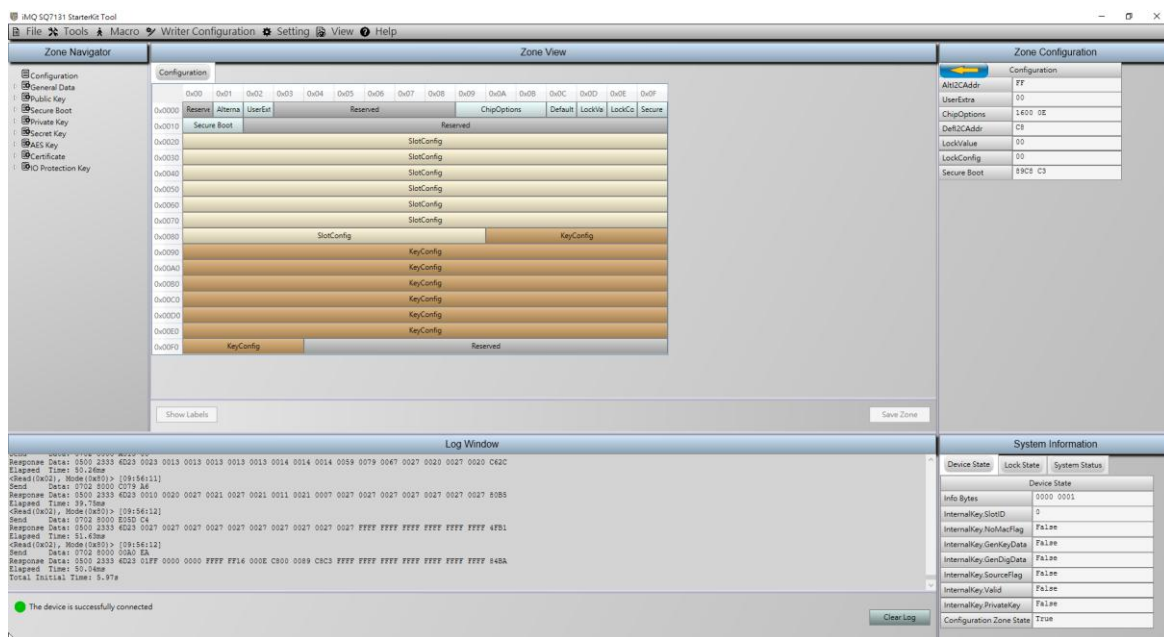 iMQ SQ7131 StarterKit Tool
File Tools Macro Writer Configuration Setting View Help
Zone Navigator
Configuration
General Data
Public Key
Secure Boot
Private Key
Secret Key
AES Key
Certificate
IO Protection Key
Zone View
Configuration
0x00 0x01 0x02 0x03 0x04 0x05 0x06 0x07 0x08 0x09 0x0A 0x0B 0x0C 0x0D 0x0E 0x0F
0x0000 Reserve Alterna UserExt Reserved ChipOptions Default LockVa LockCo Secure
0x0010 Secure Boot Reserved
0x0020 SlotConfig
0x0030 SlotConfig
0x0040 SlotConfig
0x0050 SlotConfig
0x0060 SlotConfig
0x0070 SlotConfig
0x0080 SlotConfig KeyConfig
0x0090 KeyConfig
0x00A0 KeyConfig
0x00B0 KeyConfig
0x00C0 KeyConfig
0x00D0 KeyConfig
0x00E0 KeyConfig
0x00F0 KeyConfig Reserved
Show Labels Save Zone
Zone Configuration
Configuration
AltI2CAddr FF
UserExtra 00
ChipOptions 1600 0E
DefI2CAddr C8
LockValue 00
LockConfig 00
Secure Boot 89C8 C3
Log Window
Response Data: 0500 2333 6D23 0023 0013 0013 0013 0013 0013 0014 0014 0014 0059 0079 0067 0027 0020 0027 0020 C62C
Elapsed Time: 50.26ms
<Read(0x02), Mode(0x80)> [09:56:11]
Send Data: 0702 8000 C079 A6
Response Data: 0500 2333 6D23 0010 0020 0027 0021 0027 0021 0011 0021 0007 0027 0027 0027 0027 0027 0027 0027 80B5
Elapsed Time: 39.78ms
<Read(0x02), Mode(0x80)> [09:56:12]
Send Data: 0702 8000 E05D C4
Response Data: 0500 2333 6D23 0027 0027 0027 0027 0027 0027 0027 0027 0027 0027 FFFF FFFF FFFF FFFF FFFF FFFF 4FB1
Elapsed Time: 51.63ms
<Read(0x02), Mode(0x80)> [09:56:12]
Send Data: 0702 8000 00A0 EA
Response Data: 0500 2333 6D23 01FF 0000 0000 FFFF FF16 000E C800 0089 C8C3 FFFF FFFF FFFF FFFF FFFF FFFF FFFF 84BA
Elapsed Time: 50.04ms
Total Initial Time: 5.97s
The device is successfully connected
Clear Log
System Information
Device State Lock State System Status
Device State
Info Bytes 0000 0001
InternalKey.SlotID 0
InternalKey.NoMacFlag False
InternalKey.GenKeyData False
InternalKey.GenDigData False
InternalKey.SourceFlag False
InternalKey.Valid False
InternalKey.PrivateKey False
Configuration Zone State True